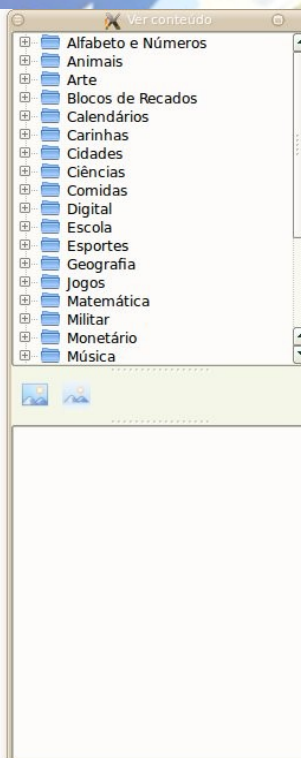 Ver conteúdo
Alfabeto e Números
Animais
Arte
Blocos de Recados
Calendários
Carinhas
Cidades
Ciências
Comidas
Digital
Escola
Esportes
Geografia
Jogos
Matemática
Militar
Monetário
Música